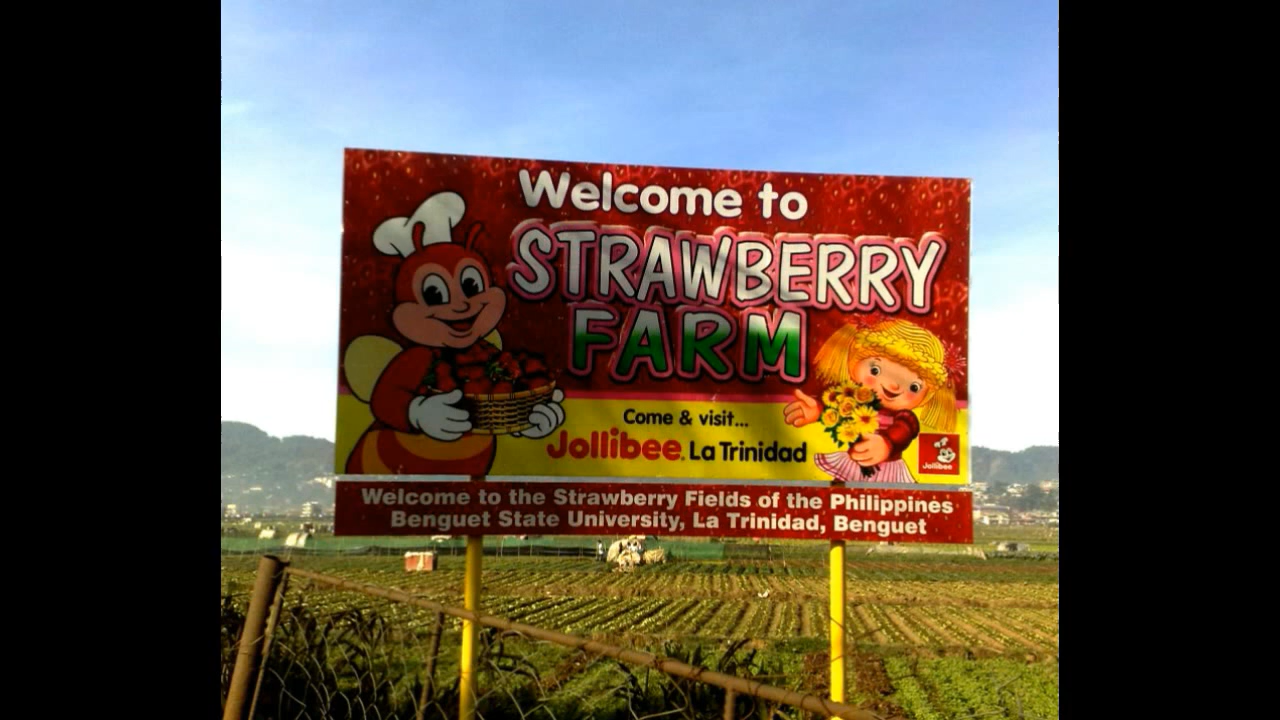 Welcome to
STRAWBERRY
FARM
Come & visit...
Jollibee. La Trinidad
Jollibee
Welcome to the Strawberry Fields of the Philippines
Benguet State University, La Trinidad, Benguet